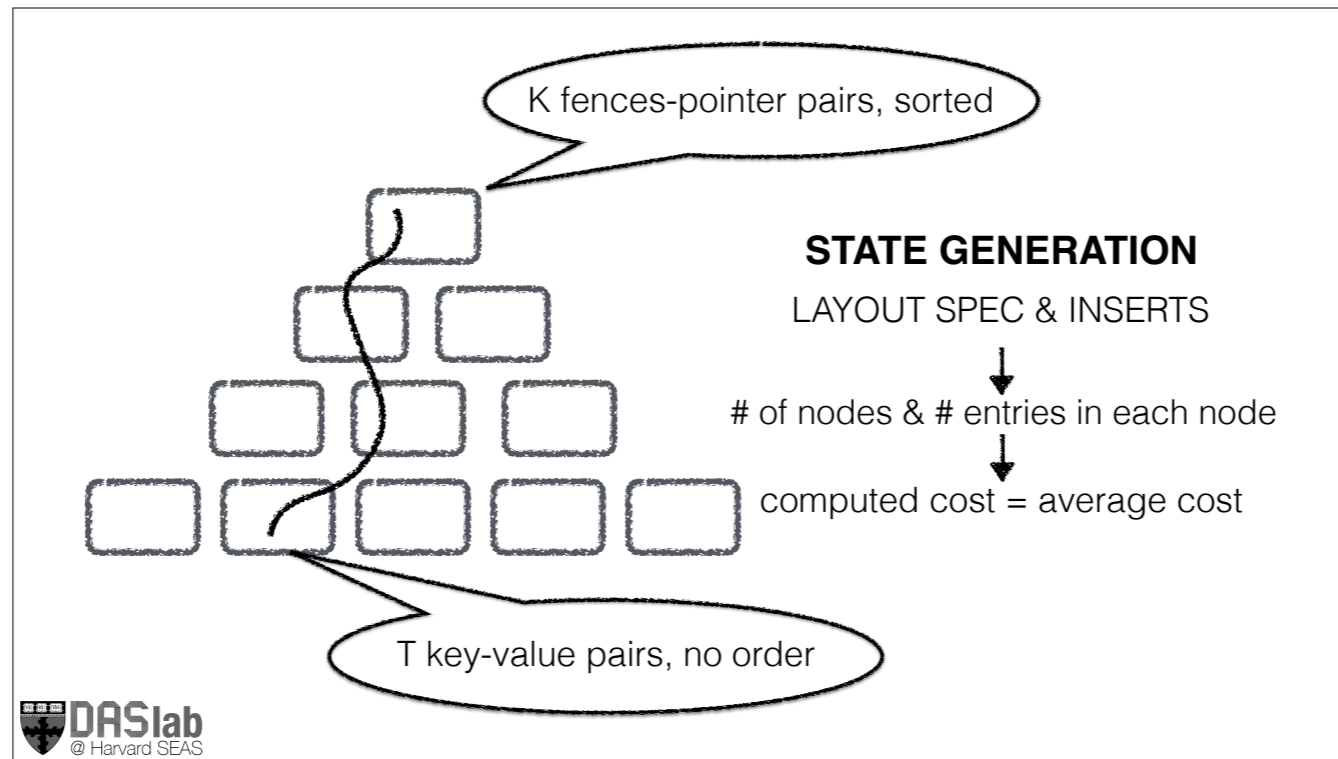 K fences-pointer pairs, sorted
STATE GENERATION
LAYOUT SPEC & INSERTS
# of nodes & # entries in each node
computed cost = average cost
T key-value pairs, no order
DASlab
@ Harvard SEAS